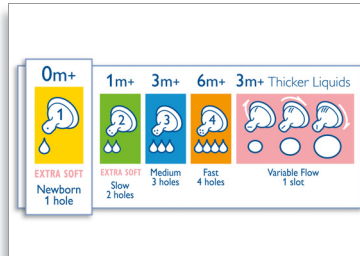 0m+
1
EXTRA SOFT
Newborn
1 hole
1m+
2
EXTRA SOFT
Slow
2 holes
3m+
3
Medium
3 holes
6m+
4
Fast
4 holes
3m+ Thicker Liquids
Variable Flow
1 slot